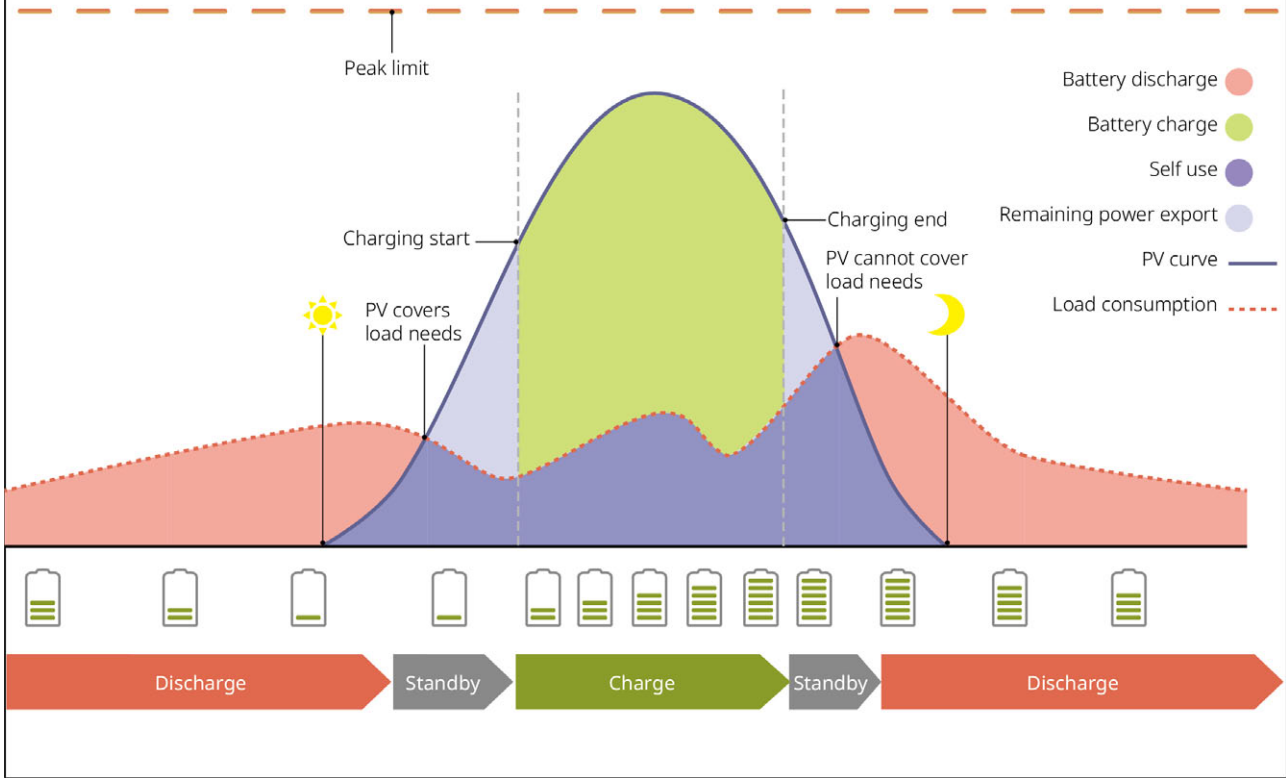 Peak limit
Battery discharge
Battery charge
Self use
Remaining power export
PV curve
Load consumption
Charging start
Charging end
PV covers
load needs
PV cannot cover
load needs
Discharge
Standby
Charge
Standby
Discharge